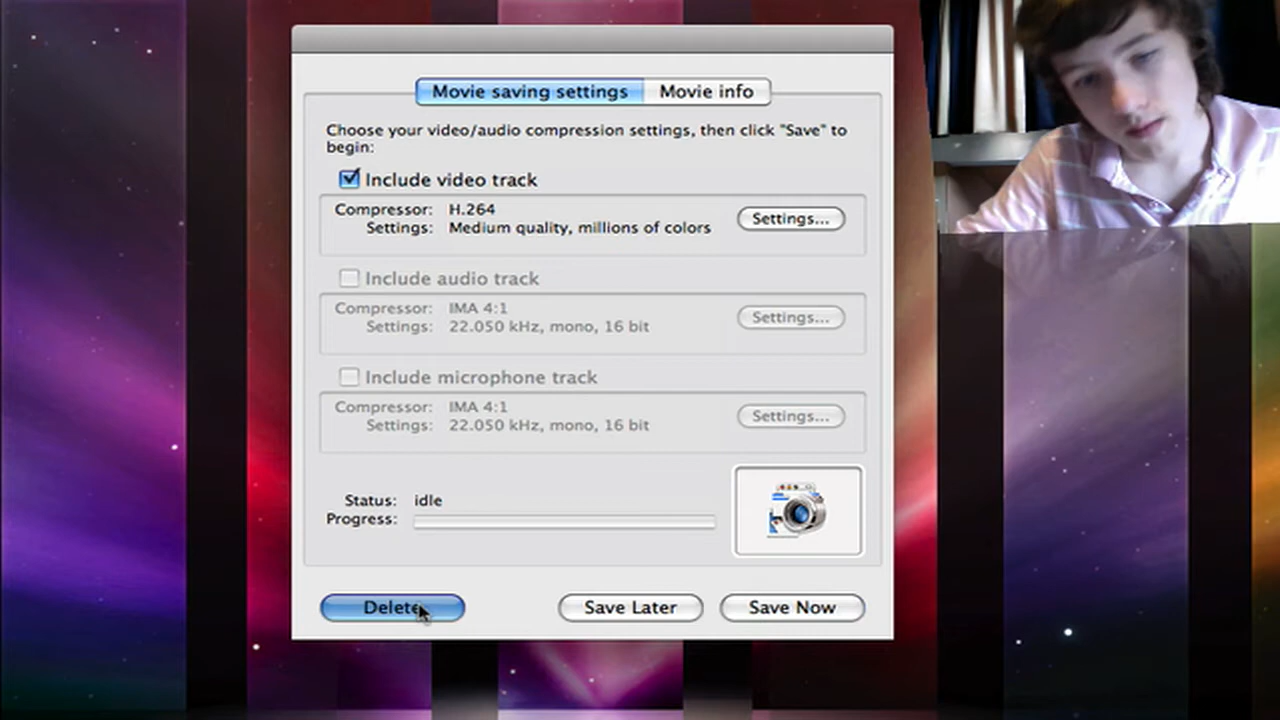 Movie saving settings
Movie info
Choose your video/audio compression settings, then click "Save" to
begin:
Include video track
Compressor: H.264
Settings: Medium quality, millions of colors
Settings...
Include audio track
Compressor: IMA 4:1
Settings: 22.050 kHz, mono, 16 bit
Settings...
Include microphone track
Compressor: IMA 4:1
Settings: 22.050 kHz, mono, 16 bit
Settings...
Status: idle
Progress:
Delete
Save Later
Save Now